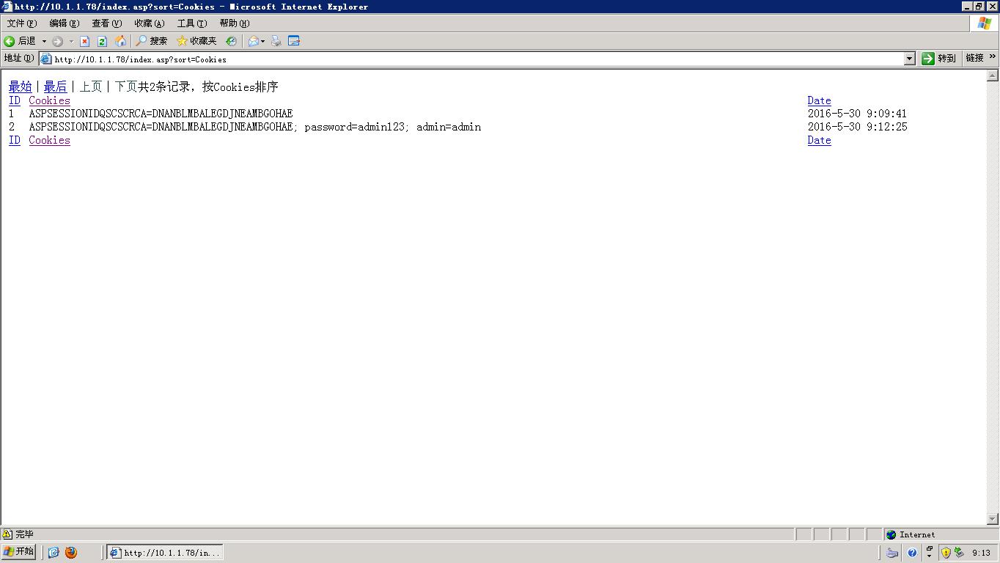 http://10.1.1.78/index.asp?sort=Cookies - Microsoft Internet Explorer
文件(F) 编辑(E) 查看(V) 收藏(A) 工具(T) 帮助(H)
后退 搜索 收藏夹
地址(D) http://10.1.1.78/index.asp?sort=Cookies 转到 链接 »
最始|最后|上页|下页共2条记录，按Cookies排序
ID Cookies Date
1 ASPSESSIONIDQSCSCRCA=DNANBLMBALEGDJNEAMBGOHAE 2016-5-30 9:09:41
2 ASPSESSIONIDQSCSCRCA=DNANBLMBALEGDJNEAMBGOHAE; password=admin123; admin=admin 2016-5-30 9:12:25
ID Cookies Date
完毕 Internet
开始 http://10.1.1.78/in... 9:13